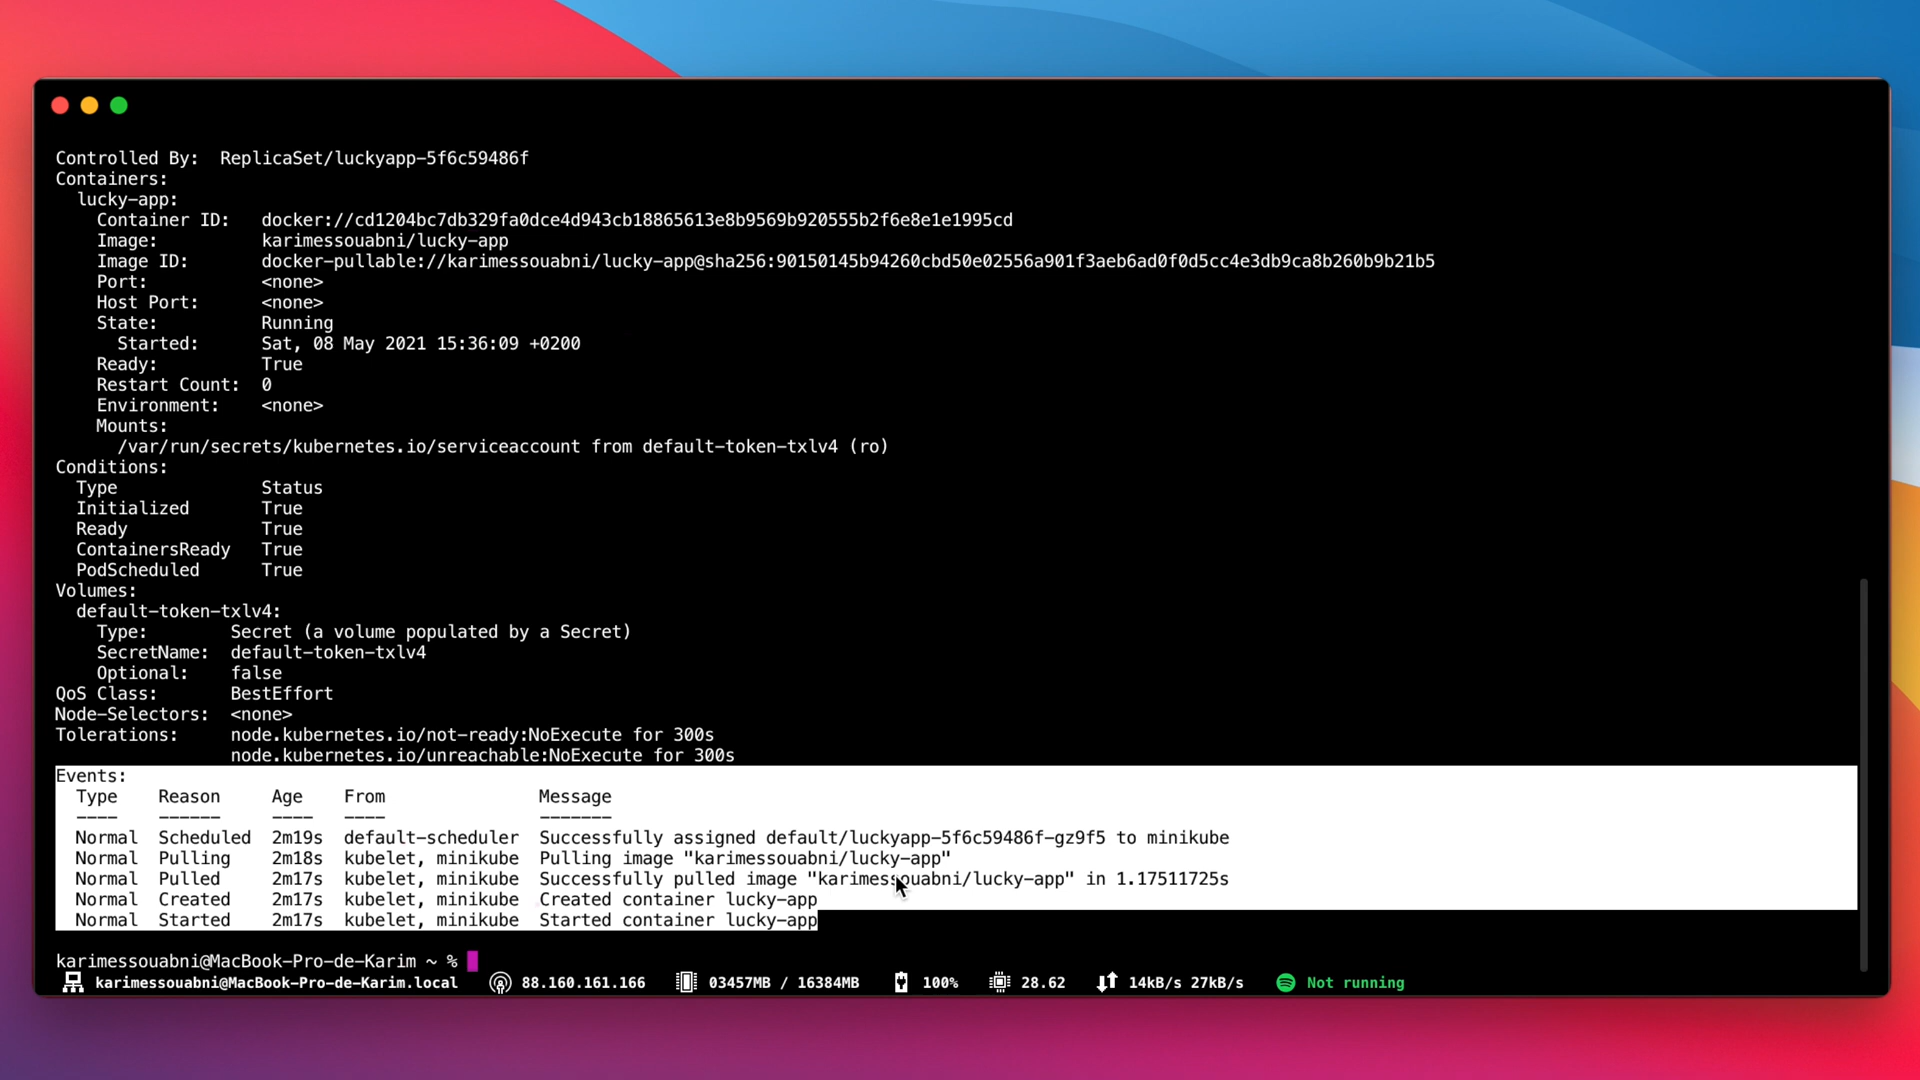 Controlled By:  ReplicaSet/luckyapp-5f6c59486f
Containers:
  lucky-app:
    Container ID:   docker://cd1204bc7db329fa0dce4d943cb18865613e8b9569b920555b2f6e8e1e1995cd
    Image:          karimessouabni/lucky-app
    Image ID:       docker-pullable://karimessouabni/lucky-app@sha256:90150145b94260cbd50e02556a901f3aeb6ad0f0d5cc4e3db9ca8b260b9b21b5
    Port:           <none>
    Host Port:      <none>
    State:          Running
      Started:      Sat, 08 May 2021 15:36:09 +0200
    Ready:          True
    Restart Count:  0
    Environment:    <none>
    Mounts:
      /var/run/secrets/kubernetes.io/serviceaccount from default-token-txlv4 (ro)
Conditions:
  Type              Status
  Initialized       True
  Ready             True
  ContainersReady   True
  PodScheduled      True
Volumes:
  default-token-txlv4:
    Type:        Secret (a volume populated by a Secret)
    SecretName:  default-token-txlv4
    Optional:    false
QoS Class:       BestEffort
Node-Selectors:  <none>
Tolerations:     node.kubernetes.io/not-ready:NoExecute for 300s
                 node.kubernetes.io/unreachable:NoExecute for 300s
Events:
  Type    Reason     Age    From               Message
  ----    ------     ----   ----               -------
  Normal  Scheduled  2m19s  default-scheduler  Successfully assigned default/luckyapp-5f6c59486f-gz9f5 to minikube
  Normal  Pulling    2m18s  kubelet, minikube  Pulling image "karimessouabni/lucky-app"
  Normal  Pulled     2m17s  kubelet, minikube  Successfully pulled image "karimessouabni/lucky-app" in 1.17511725s
  Normal  Created    2m17s  kubelet, minikube  Created container lucky-app
  Normal  Started    2m17s  kubelet, minikube  Started container lucky-app
karimessouabni@MacBook-Pro-de-Karim ~ %
karimessouabni@MacBook-Pro-de-Karim.local 88.160.161.166 03457MB / 16384MB 100% 28.62 14kB/s 27kB/s Not running